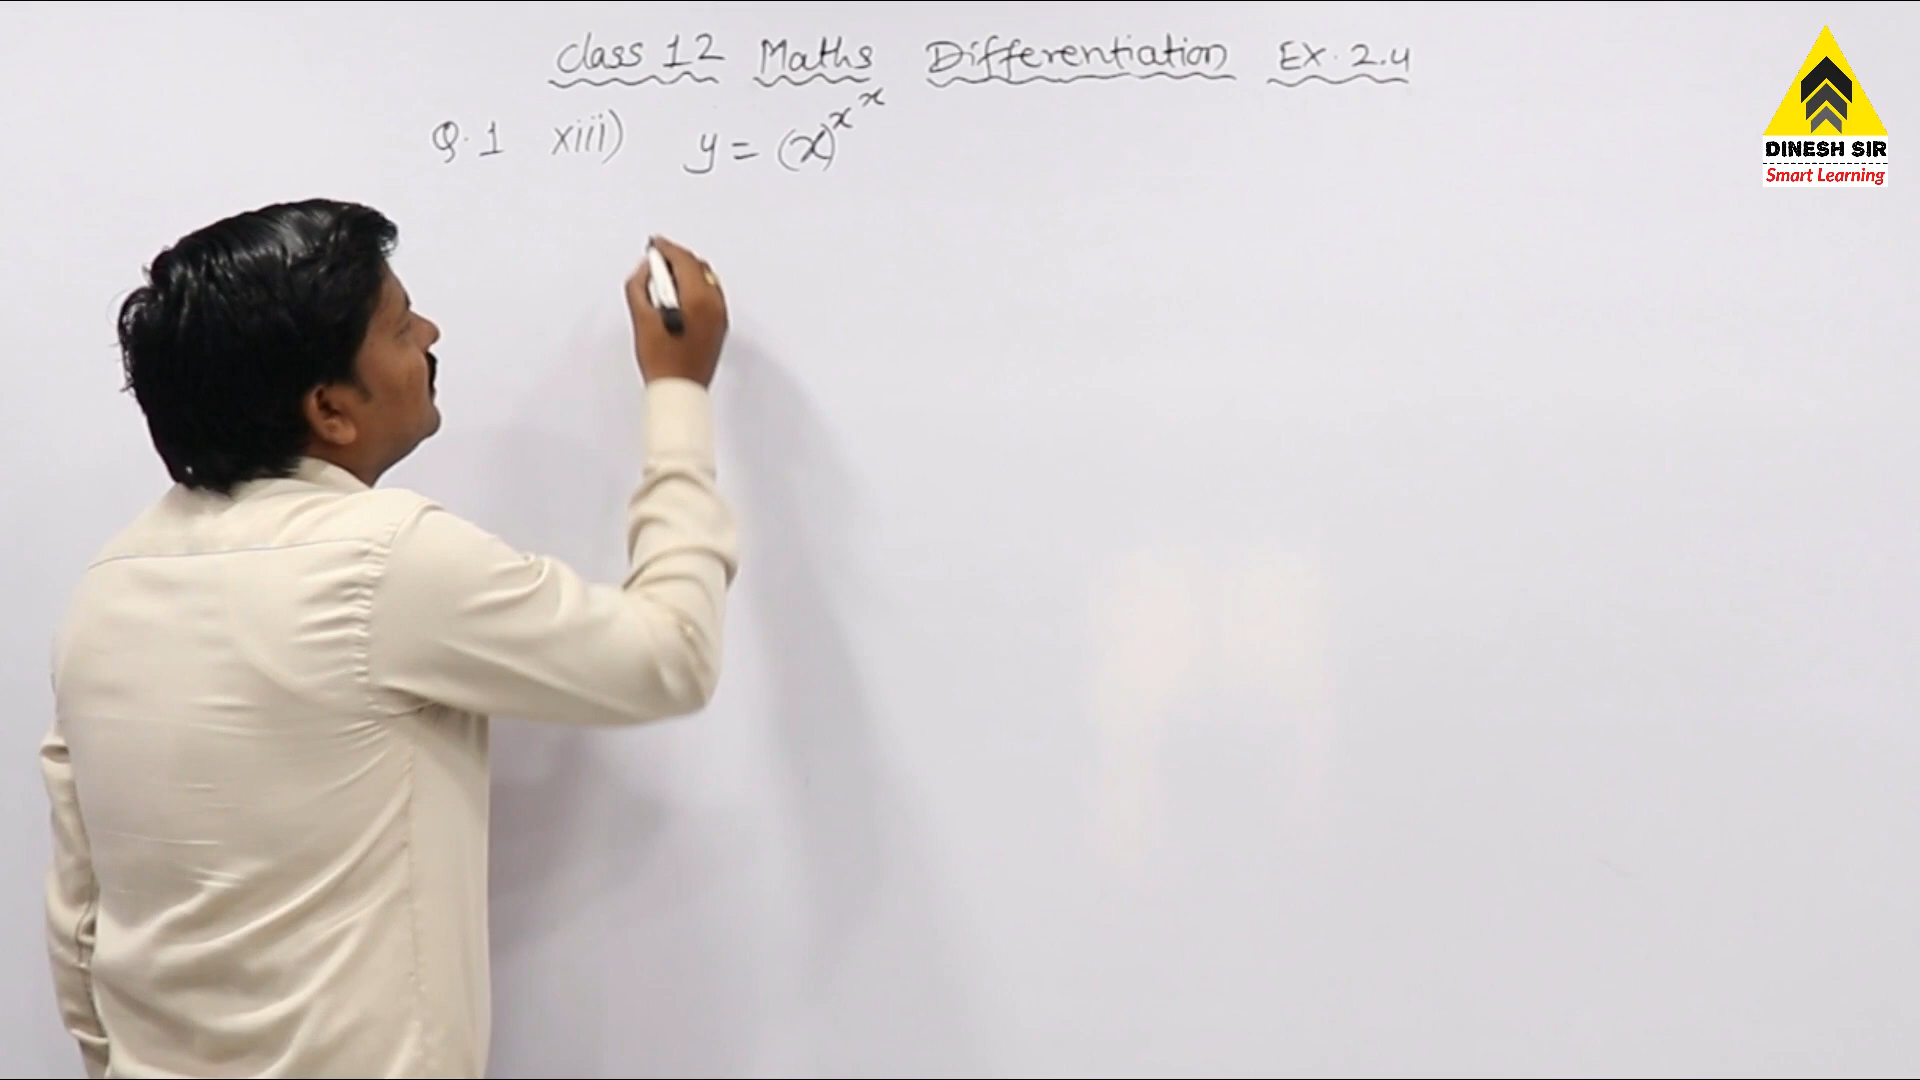 Class 12 Maths Differentiation EX. 2.4
Q.1 xiii) y = (x)^x^x
DINESH SIR
Smart Learning